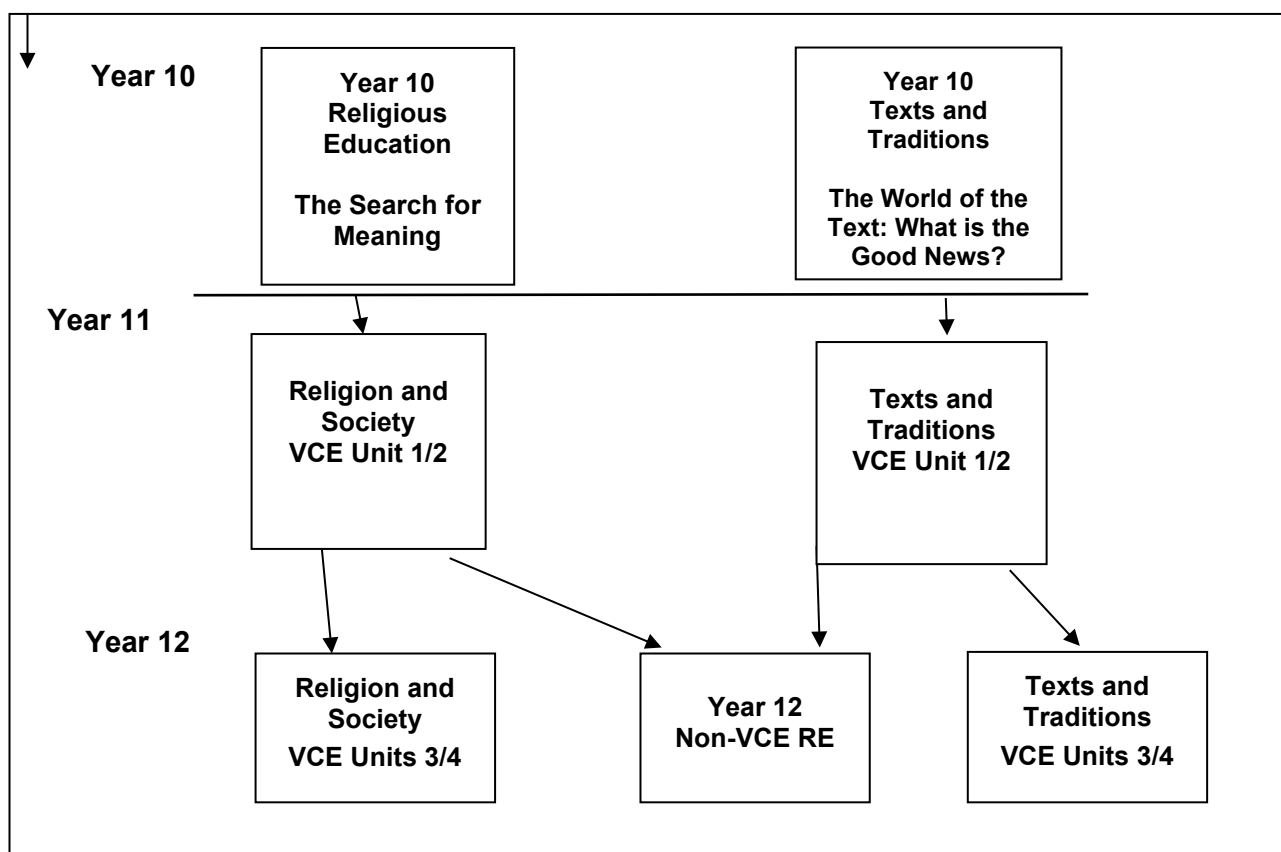 Year 10
Year 10
Religious
Education
The Search for
Meaning
Year 10
Texts and
Traditions
The World of the
Text: What is the
Good News?
Year 11
Religion and
Society
VCE Unit 1/2
Texts and
Traditions
VCE Unit 1/2
Year 12
Religion and
Society
VCE Units 3/4
Year 12
Non-VCE RE
Texts and
Traditions
VCE Units 3/4